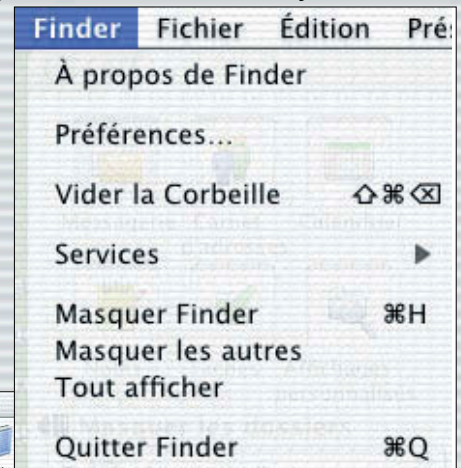 Finder Fichier Édition Pré
À propos de Finder
Préférences...
Vider la Corbeille ⇧⌘⌫
Services ▶
Masquer Finder ⌘H
Masquer les autres
Tout afficher
Quitter Finder ⌘Q